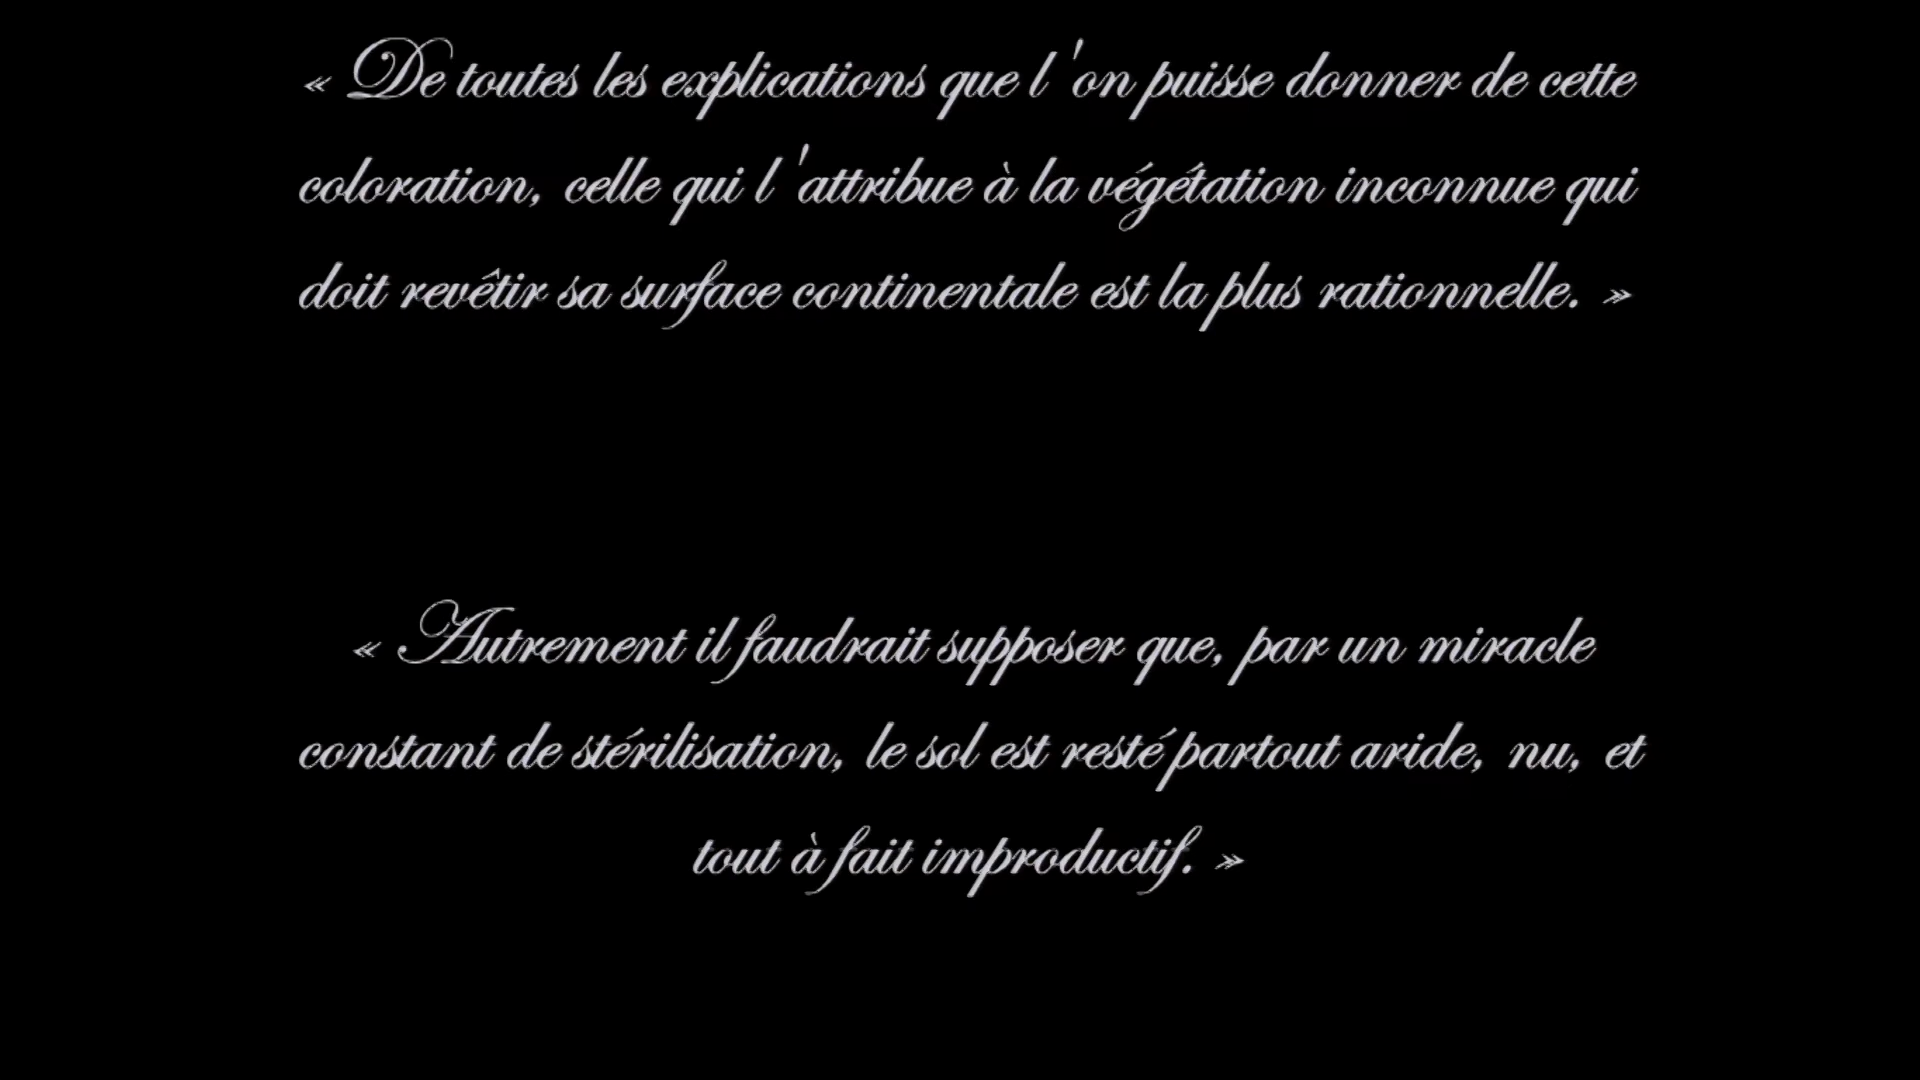 « De toutes les explications que l'on puisse donner de cette
coloration, celle qui l'attribue à la végétation inconnue qui
doit revêtir sa surface continentale est la plus rationnelle. »
« Autrement il faudrait supposer que, par un miracle
constant de stérilisation, le sol est resté partout aride, nu, et
tout à fait improductif. »